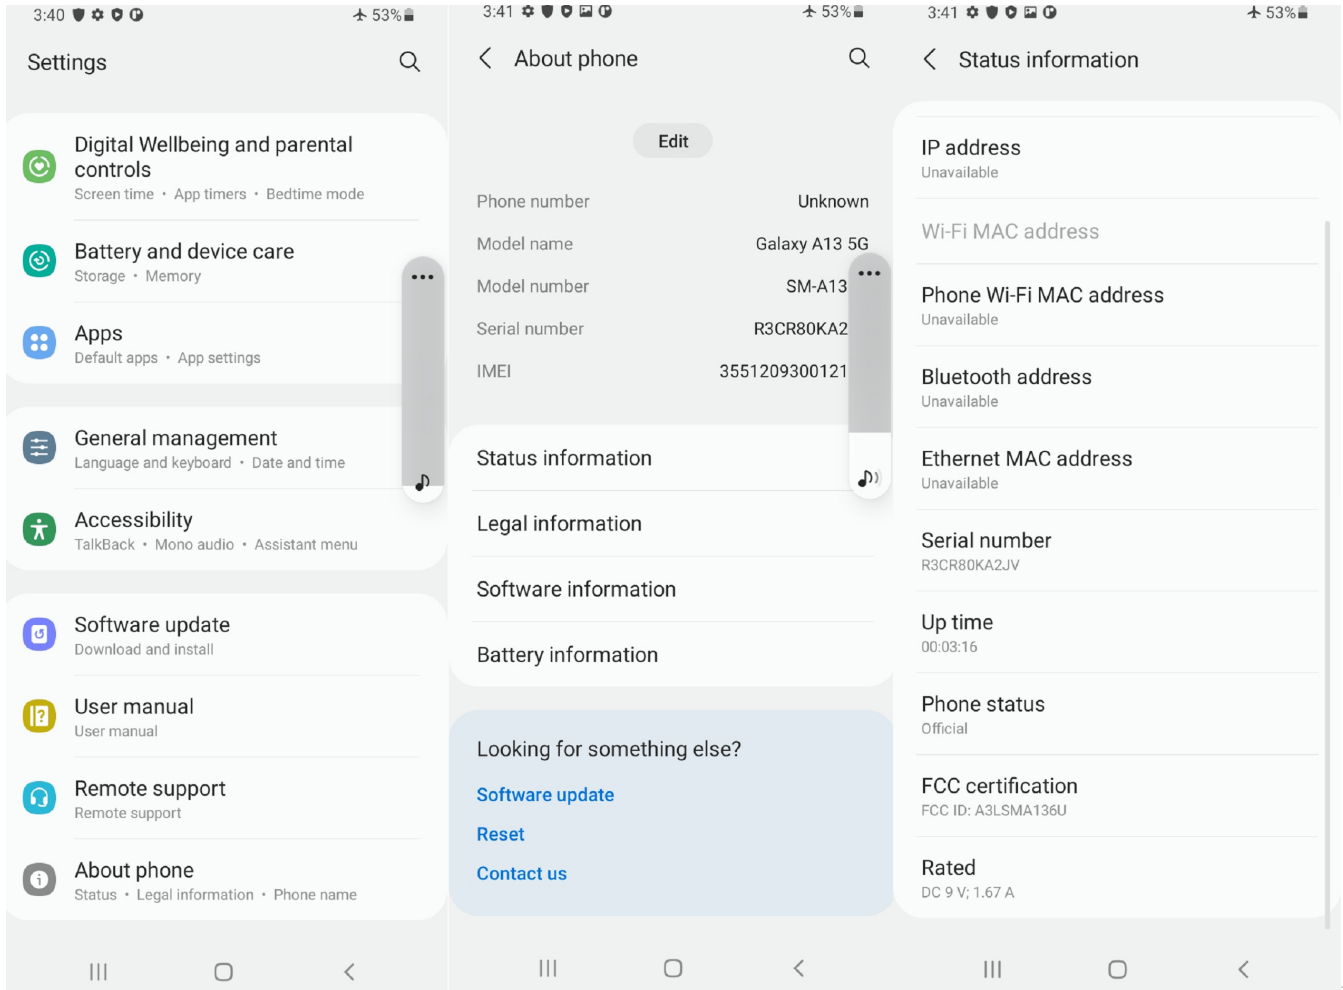 3:40
53%
Settings
Digital Wellbeing and parental
controls
Screen time • App timers • Bedtime mode
Battery and device care
Storage • Memory
Apps
Default apps • App settings
General management
Language and keyboard • Date and time
Accessibility
TalkBack • Mono audio • Assistant menu
Software update
Download and install
User manual
User manual
Remote support
Remote support
About phone
Status • Legal information • Phone name
3:41
53%
About phone
Edit
Phone number Unknown
Model name Galaxy A13 5G
Model number SM-A13
Serial number R3CR80KA2
IMEI 3551209300121
Status information
Legal information
Software information
Battery information
Looking for something else?
Software update
Reset
Contact us
3:41
53%
Status information
IP address
Unavailable
Wi-Fi MAC address
Phone Wi-Fi MAC address
Unavailable
Bluetooth address
Unavailable
Ethernet MAC address
Unavailable
Serial number
R3CR80KA2JV
Up time
00:03:16
Phone status
Official
FCC certification
FCC ID: A3LSMA136U
Rated
DC 9 V; 1.67 A